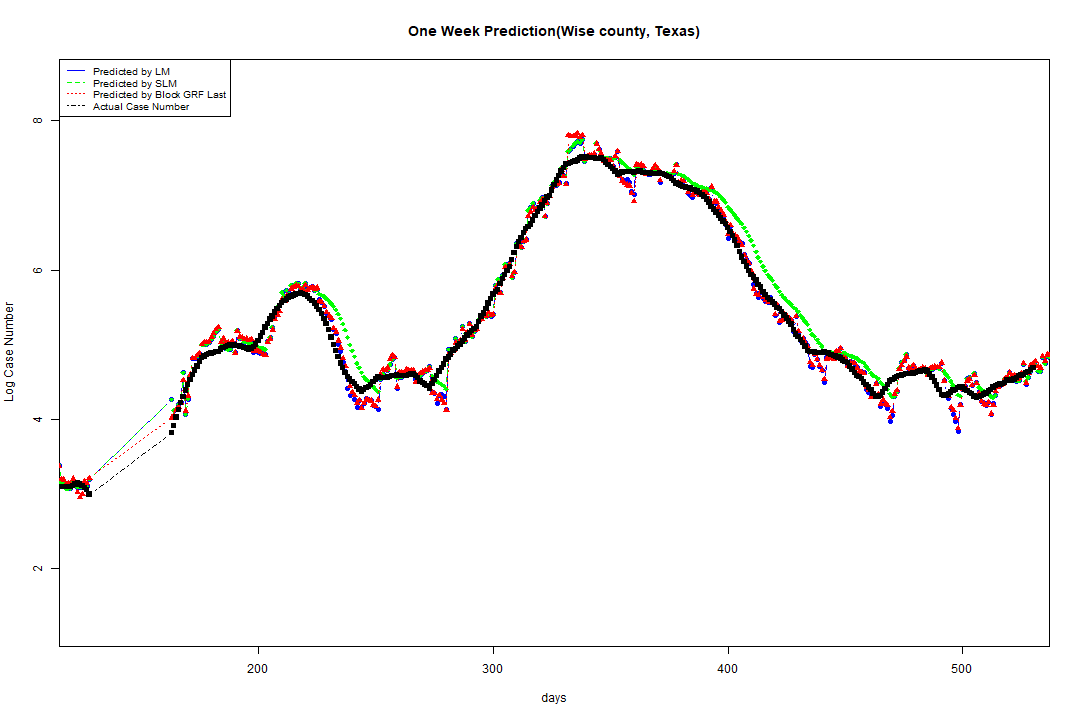 One Week Prediction(Wise county, Texas)
Predicted by LM
Predicted by SLM
Predicted by Block GRF Last
Actual Case Number
8
6
4
2
Log Case Number
200 300 400 500
days